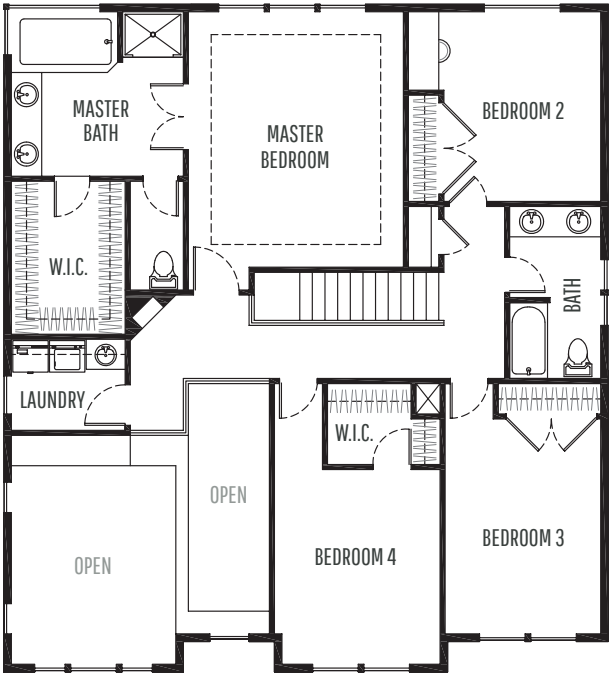 MASTER
BATH
MASTER
BEDROOM
BEDROOM 2
W.I.C.
BATH
LAUNDRY
W.I.C.
OPEN
OPEN
BEDROOM 4
BEDROOM 3